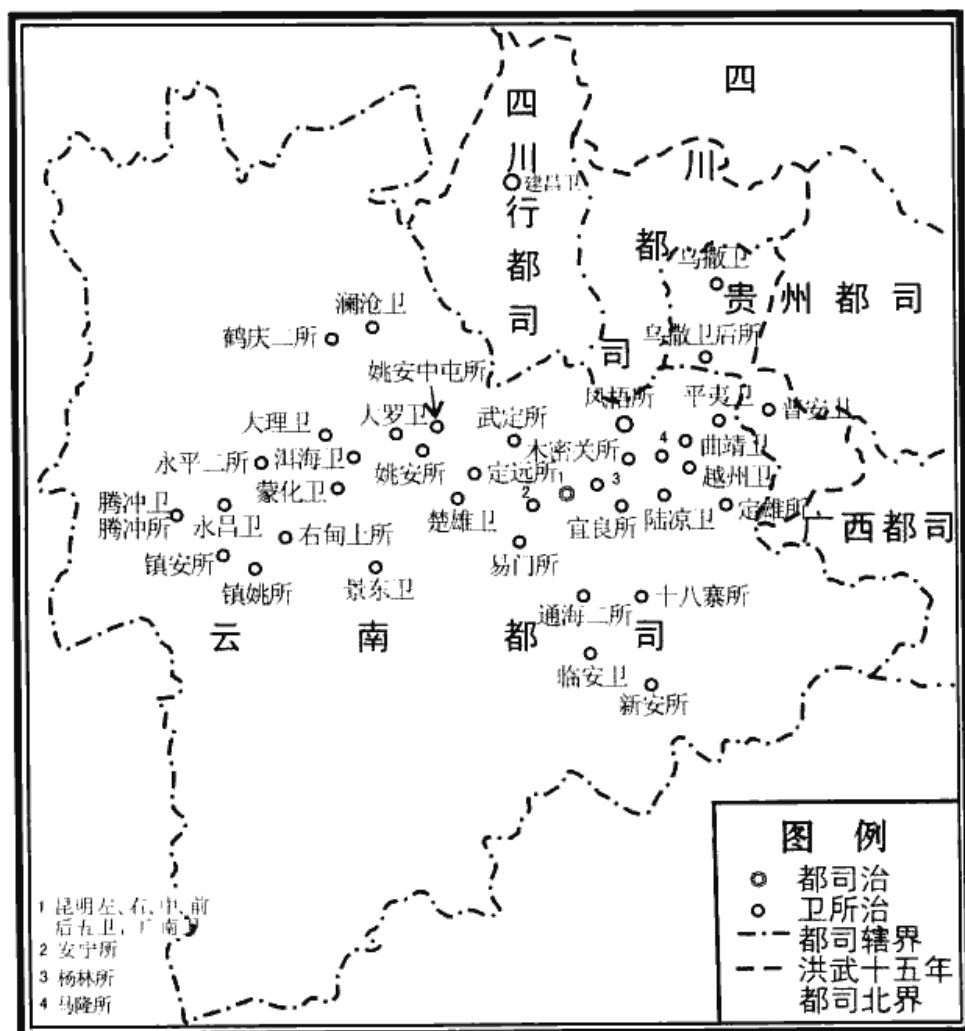 四川都司
四川行都司
建昌卫
乌撒卫
贵州都司
澜沧卫
鹤庆二所
乌撒卫后所
姚安中屯所
凤梧所
平夷卫
普安卫
大理卫
大罗卫
武定所
木密关所
4
曲靖卫
永平二所
洱海卫
姚安所
定远所
1
3
越州卫
腾冲卫
腾冲所
蒙化卫
楚雄卫
2
宜良所
陆凉卫
定雄所
永昌卫
右甸上所
易门所
广西都司
镇安所
镇姚所
景东卫
通海二所
十八寨所
云南都司
临安卫
新安所
图例
都司治
卫所治
都司辖界
洪武十五年
都司北界
1 昆明左、右、中、前
后五卫,广南卫
2 安宁所
3 杨林所
4 马隆所